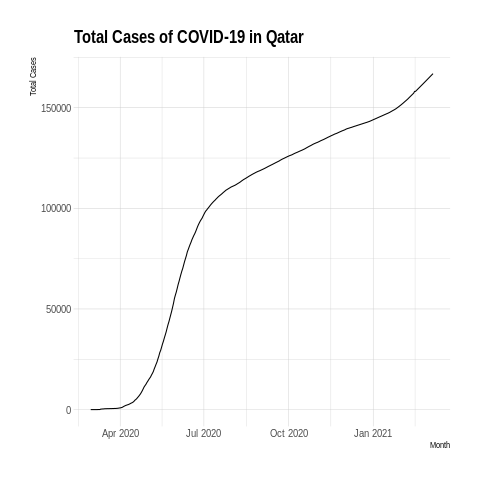 Total Cases of COVID-19 in Qatar
Total Cases
150000
100000
50000
0
Apr 2020 Jul 2020 Oct 2020 Jan 2021
Month